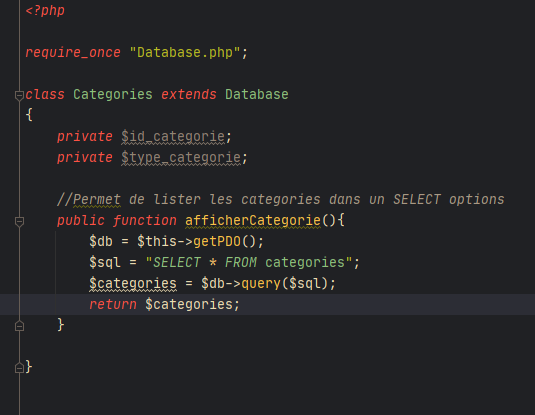 <?php
require_once "Database.php";
class Categories extends Database
{
private $id_categorie;
private $type_categorie;
//Permet de lister les categories dans un SELECT options
public function afficherCategorie(){
$db = $this->getPDO();
$sql = "SELECT * FROM categories";
$categories = $db->query($sql);
return $categories;
}
}